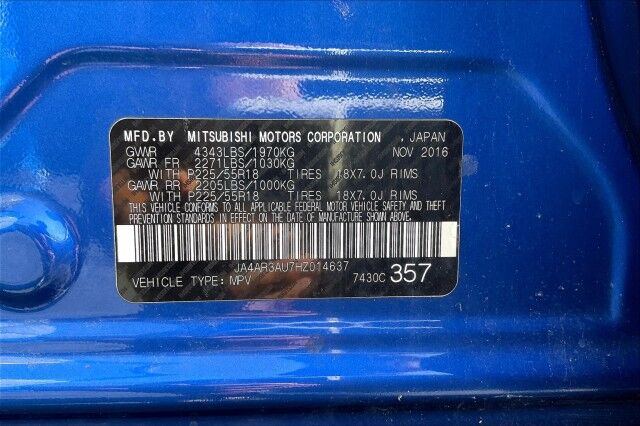 MFD.BY MITSUBISHI MOTORS CORPORATION , JAPAN
GVWR 4343LBS/1970KG NOV 2016
GAWR FR 2271LBS/1030KG
WITH P225/55R18 TIRES 18X7.0J RIMS
GAWR RR 2205LBS/1000KG
WITH P225/55R18 TIRES 18X7.0J RIMS
THIS VEHICLE CONFORMS TO ALL APPLICABLE FEDERAL MOTOR VEHICLE SAFETY AND THEFT
PREVENTION STANDARDS IN EFFECT ON THE DATE OF MANUFACTURE SHOWN ABOVE.
JA4AR3AU7HZ014637
VEHICLE TYPE: MPV 7430C 357